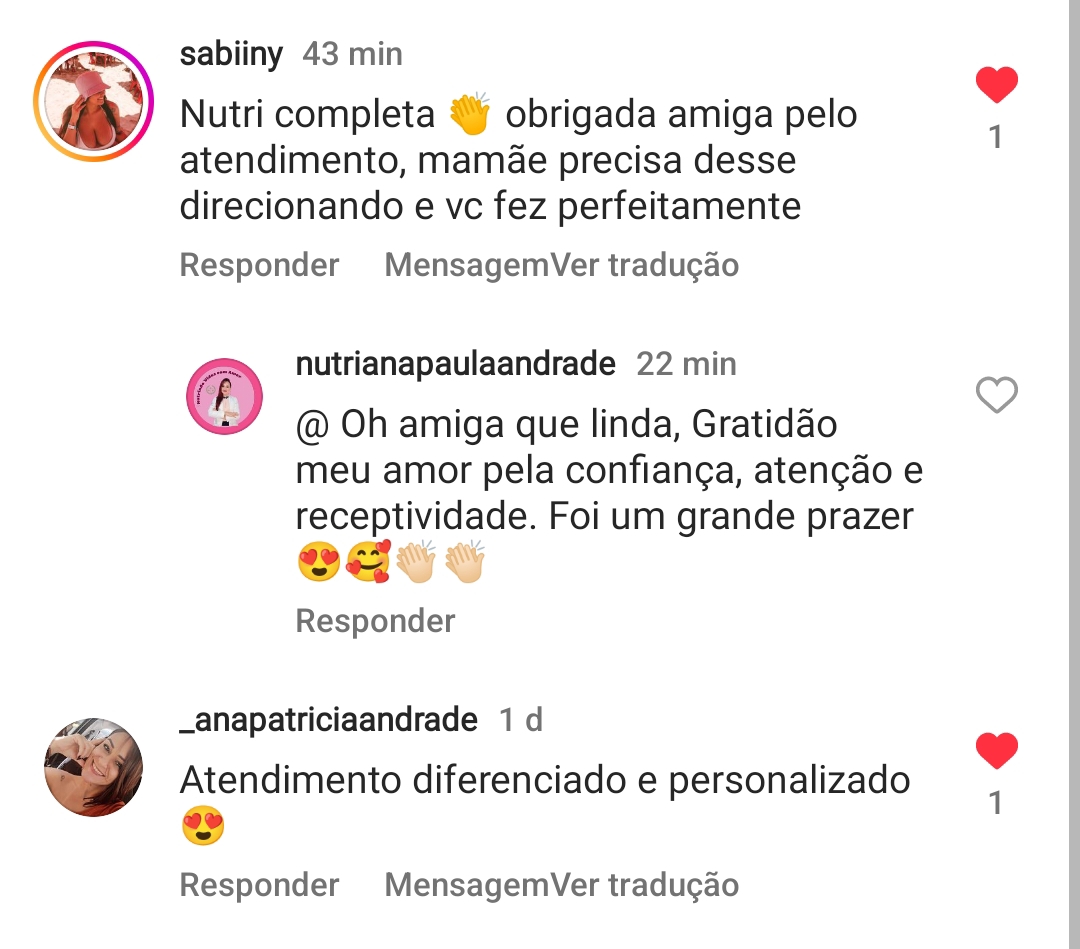 sabiiny 43 min
Nutri completa 👏 obrigada amiga pelo
atendimento, mamãe precisa desse
direcionando e vc fez perfeitamente
1
Responder MensagemVer tradução
nutrianapaulaandrade 22 min
@ Oh amiga que linda, Gratidão
meu amor pela confiança, atenção e
receptividade. Foi um grande prazer
😍🥰👏🏻👏🏻
Responder
_anapatriciaandrade 1 d
Atendimento diferenciado e personalizado
😍
1
Responder MensagemVer tradução